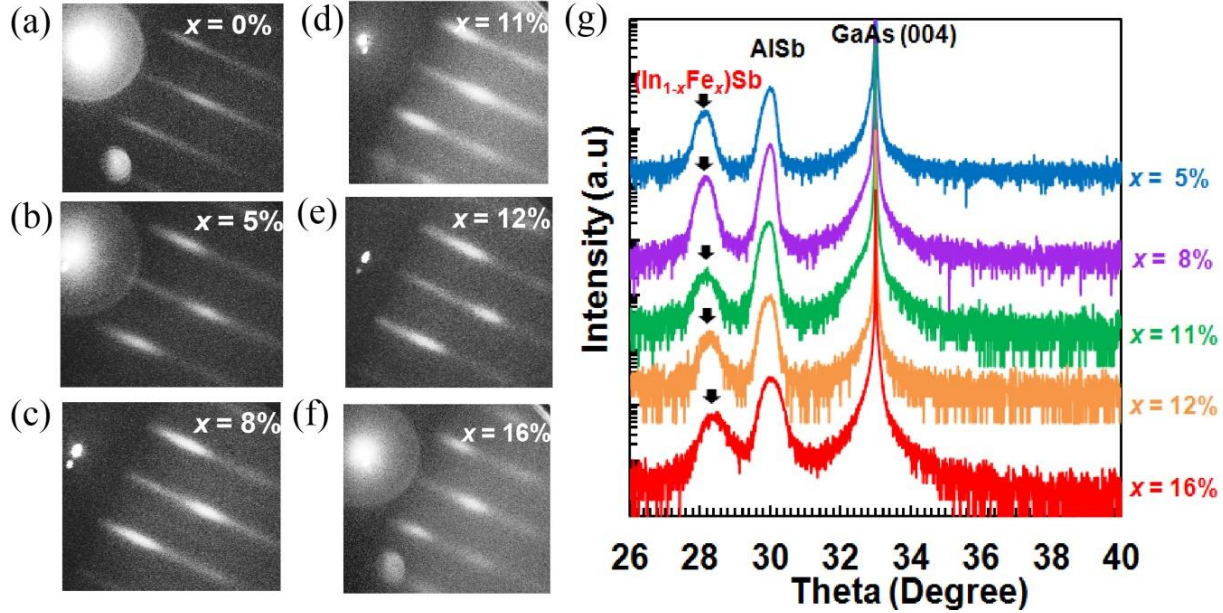 (a)
x = 0%
(b)
x = 5%
(c)
x = 8%
(d)
x = 11%
(e)
x = 12%
(f)
x = 16%
(g)
Intensity (a.u)
(In1-xFex)Sb
AlSb
GaAs (004)
x = 5%
x = 8%
x = 11%
x = 12%
x = 16%
26 28 30 32 34 36 38 40
Theta (Degree)